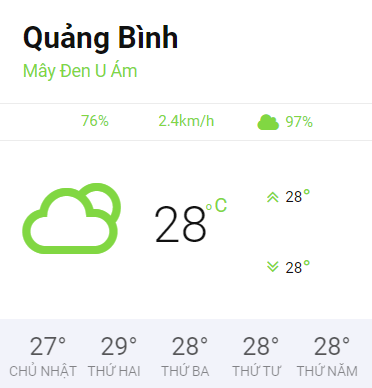 Quảng Bình
Mây Đen U Ám
76% 2.4km/h 97%
28°
28°C
28°
27° 29° 28° 28° 28°
CHỦ NHẬT THỨ HAI THỨ BA THỨ TƯ THỨ NĂM